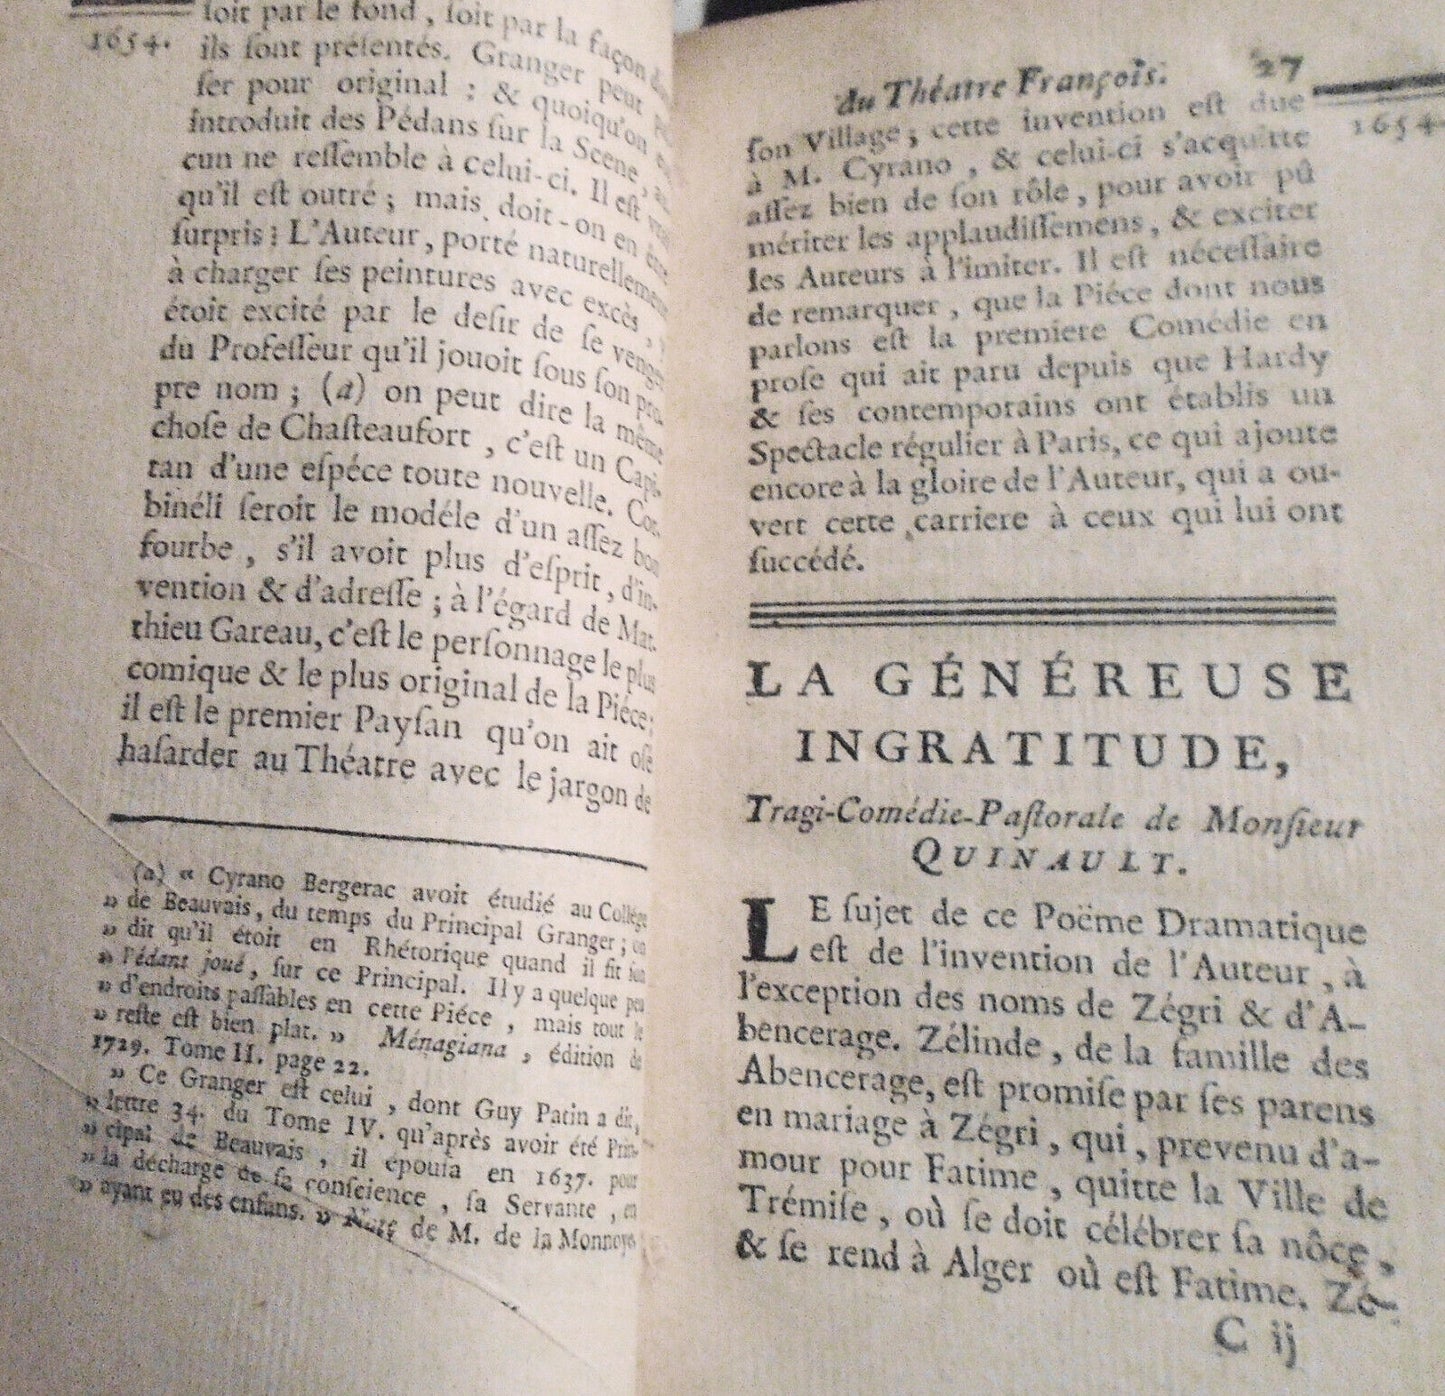 1654.
ſoit par le fond, ſoit par la façon
ils ſont préſentés. Granger peut
ſer pour original : & quoiqu'on
introduit des Pédans ſur la Scene,
cun ne reſſemble à celui-ci. Il eſt vrai
qu'il eſt outré ; mais doit-on en être
ſurpris : L'Auteur, porté naturellement
à charger ſes peintures avec excès,
étoit excité par le deſir de ſe venger
du Profeſſeur qu'il jouoit ſous ſon pro-
pre nom ; (a) on peut dire la même
choſe de Chaſteaufort, c'eſt un Capi-
tan d'une eſpéce toute nouvelle. Cor-
binéli ſeroit le modéle d'un aſſez bon
fourbe, s'il avoit plus d'eſprit, d'in-
vention & d'adreſſe ; à l'égard de Mat-
thieu Gareau, c'eſt le perſonnage le plus
comique & le plus original de la Piéce ;
il eſt le premier Payſan qu'on ait oſé
haſarder au Théatre avec le jargon de
(a) « Cyrano Bergerac avoit étudié au Collége
» de Beauvais, du temps du Principal Granger ; on
» dit qu'il étoit en Rhétorique quand il fit ſon
» Pédant joué, ſur ce Principal. Il y a quelque peu
» d'endroits paſſables en cette Piéce, mais tout le
» reſte eſt bien plat. » Ménagiana, édition de
1729. Tome II. page 22.
» Ce Granger eſt celui, dont Guy Patin a dit,
» lettre 34. du Tome IV. qu'après avoir été Prin-
» cipal de Beauvais, il épouſa en 1637. pour
» la décharge de ſa conſcience, ſa Servante, en
» ayant eu des enfans. » Note de M. de la Monnoye
du Théatre François. 27
1654.
ſon Village ; cette invention eſt due
à M. Cyrano, & celui-ci s'acquitte
aſſez bien de ſon rôle, pour avoir pû
mériter les applaudiſſemens, & exciter
les Auteurs à l'imiter. Il eſt néceſſaire
de remarquer, que la Piéce dont nous
parlons eſt la premiere Comédie en
proſe qui ait paru depuis que Hardy
& ſes contemporains ont établis un
Spectacle régulier à Paris, ce qui ajoute
encore à la gloire de l'Auteur, qui a ou-
vert cette carriere à ceux qui lui ont
ſuccédé.
LA GÉNÉREUSE
INGRATITUDE,
Tragi-Comédie-Paſtorale de Monſieur
QUINAULT.
LE ſujet de ce Poëme Dramatique
eſt de l'invention de l'Auteur, à
l'exception des noms de Zégri & d'A-
bencerage. Zélinde, de la famille des
Abencerage, eſt promiſe par ſes parens
en mariage à Zégri, qui, prevenu d'a-
mour pour Fatime, quitte la Ville de
Trémiſe, où ſe doit célébrer ſa nôce,
& ſe rend à Alger où eſt Fatime. Zé-
C ij